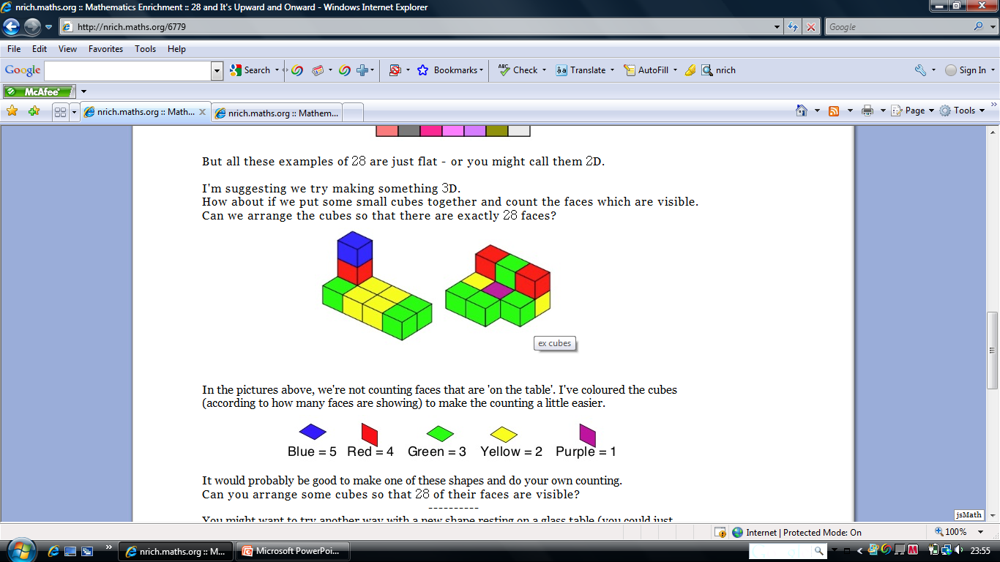 nrich.maths.org :: Mathematics Enrichment :: 28 and It's Upward and Onward - Windows Internet Explorer
http://nrich.maths.org/6779
Google
File Edit View Favorites Tools Help
Google Search Bookmarks ABC Check Translate AutoFill nrich Sign In
McAfee
nrich.maths.org :: Math... nrich.maths.org :: Mathem... Page Tools
But all these examples of 28 are just flat - or you might call them 2D.
I'm suggesting we try making something 3D.
How about if we put some small cubes together and count the faces which are visible.
Can we arrange the cubes so that there are exactly 28 faces?
ex cubes
In the pictures above, we're not counting faces that are 'on the table'. I've coloured the cubes
(according to how many faces are showing) to make the counting a little easier.
Blue = 5 Red = 4 Green = 3 Yellow = 2 Purple = 1
It would probably be good to make one of these shapes and do your own counting.
Can you arrange some cubes so that 28 of their faces are visible?
----------
You might want to try another way with a new shape resting on a glass table (you could just
jsMath
Internet | Protected Mode: On 100%
nrich.maths.org :: M... Microsoft PowerPoi... 23:55